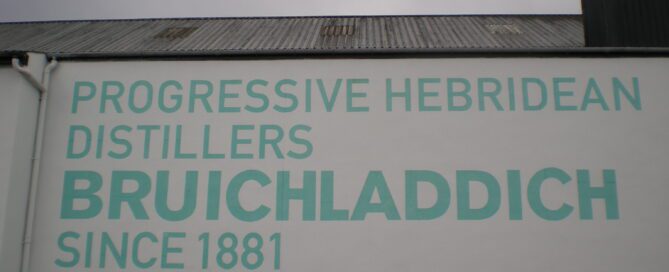 PROGRESSIVE HEBRIDEAN
DISTILLERS
BRUICHLADDICH
SINCE 1881